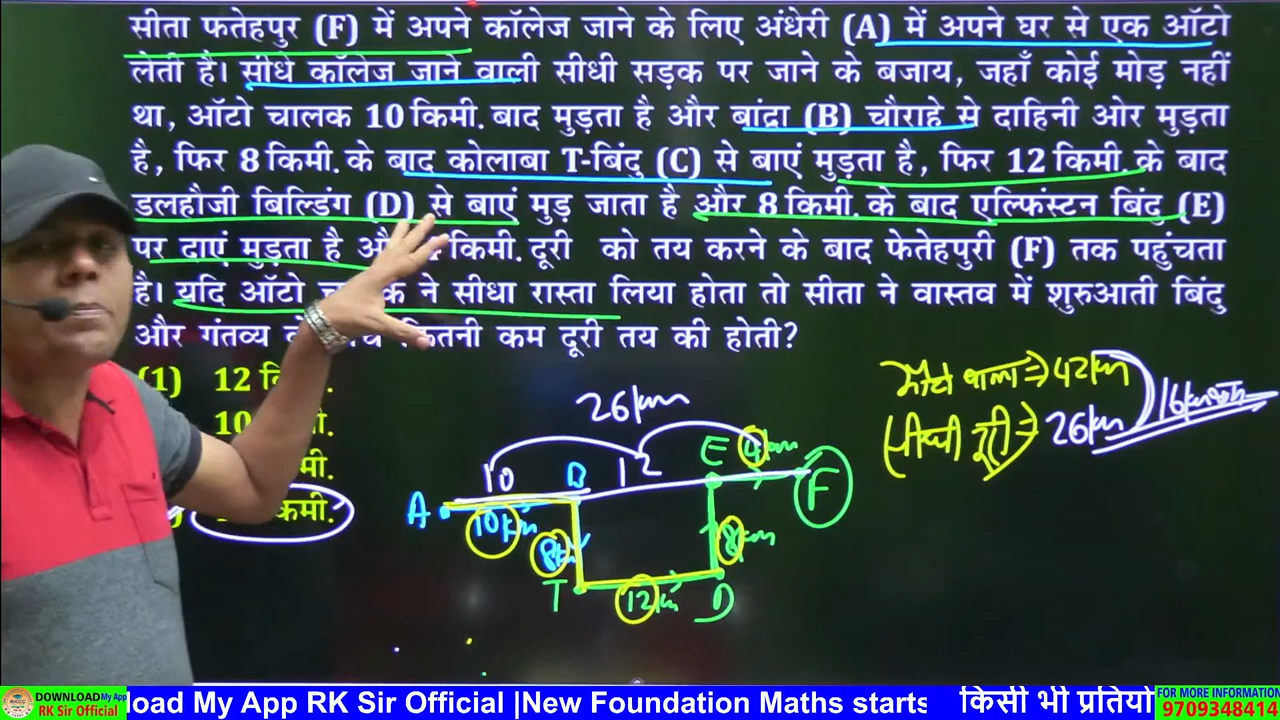 सीता फतेहपुर (F) में अपने कॉलेज जाने के लिए अंधेरी (A) में अपने घर से एक ऑटो
लेती है। सीधे कॉलेज जाने वाली सीधी सड़क पर जाने के बजाय, जहाँ कोई मोड़ नहीं
था, ऑटो चालक 10 किमी. बाद मुड़ता है और बांद्रा (B) चौराहे से दाहिनी ओर मुड़ता
है, फिर 8 किमी. के बाद कोलाबा T-बिंदु (C) से बाएं मुड़ता है, फिर 12 किमी. के बाद
डलहौजी बिल्डिंग (D) से बाएं मुड़ जाता है और 8 किमी. के बाद एल्फिंस्टन बिंदु (E)
पर दाएं मुड़ता है किमी. दूरी को तय करने के बाद फेतेहपुरी (F) तक पहुंचता
है। यदि ऑटो ने सीधा रास्ता लिया होता तो सीता ने वास्तव में शुरुआती बिंदु
और गंतव्य कम दूरी तय की होती?
(1) 12
10
किमी.
26km
42km
26km
16km
10 B 12 E 4km
A F
10km 8km 8km
T 12km D
DOWNLOAD My App
RK Sir Official
load My App RK Sir Official |New Foundation Maths starts किसी भी प्रतियो
FOR MORE INFORMATION
9709348414